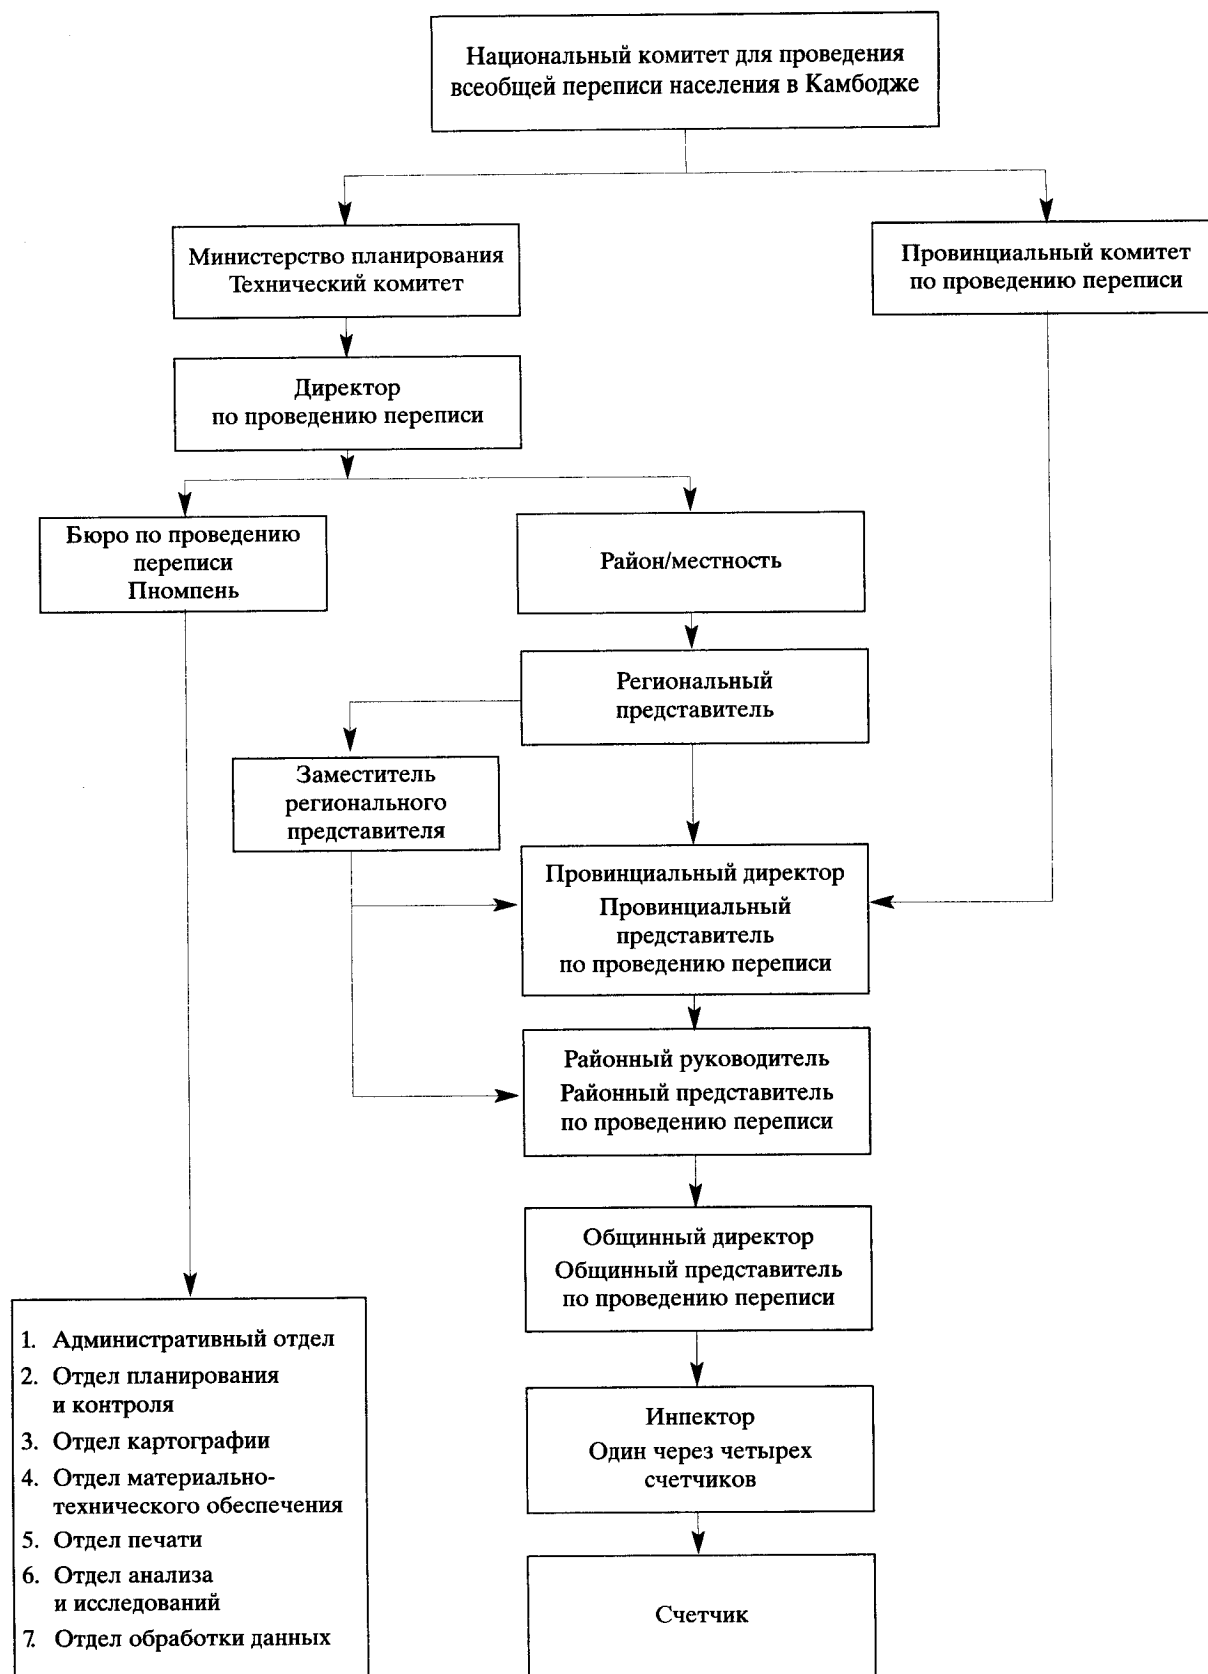 Национальный комитет для проведения
всеобщей переписи населения в Камбодже
Министерство планирования
Технический комитет
Провинциальный комитет
по проведению переписи
Директор
по проведению переписи
Бюро по проведению
переписи
Пномпень
Район/местность
Региональный
представитель
Заместитель
регионального
представителя
Провинциальный директор
Провинциальный
представитель
по проведению переписи
Районный руководитель
Районный представитель
по проведению переписи
Общинный директор
Общинный представитель
по проведению переписи
1. Административный отдел
2. Отдел планирования
и контроля
3. Отдел картографии
4. Отдел материально-
технического обеспечения
5. Отдел печати
6. Отдел анализа
и исследований
7. Отдел обработки данных
Инпектор
Один через четырех
счетчиков
Счетчик